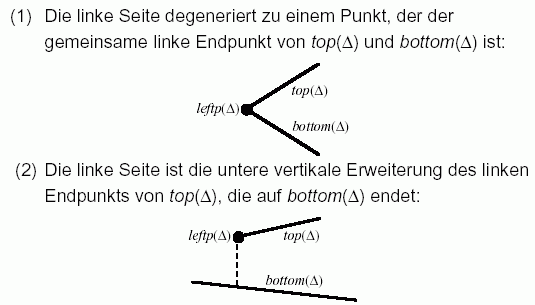 (1) Die linke Seite degeneriert zu einem Punkt, der der
gemeinsame linke Endpunkt von top(Δ) und bottom(Δ) ist:
top(Δ)
leftp(Δ)
bottom(Δ)
(2) Die linke Seite ist die untere vertikale Erweiterung des linken
Endpunkts von top(Δ), die auf bottom(Δ) endet:
leftp(Δ)
top(Δ)
bottom(Δ)